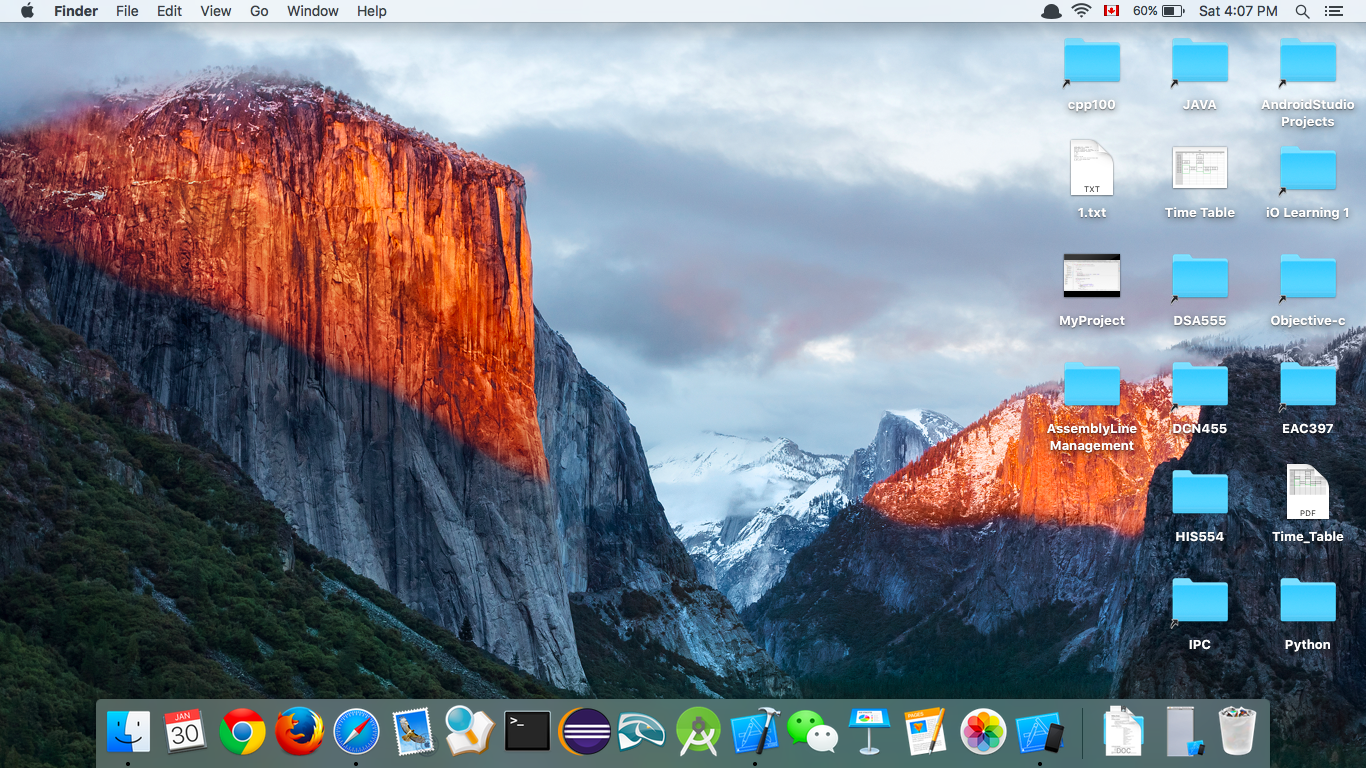 Finder File Edit View Go Window Help 60% Sat 4:07 PM
cpp100 JAVA AndroidStudio
Projects
TXT
1.txt Time Table iO Learning 1
MyProject DSA555 Objective-c
AssemblyLine DCN455 EAC397
Management
PDF
HIS554 Time_Table
IPC Python
JAN
30
>_
PAGES
DOC